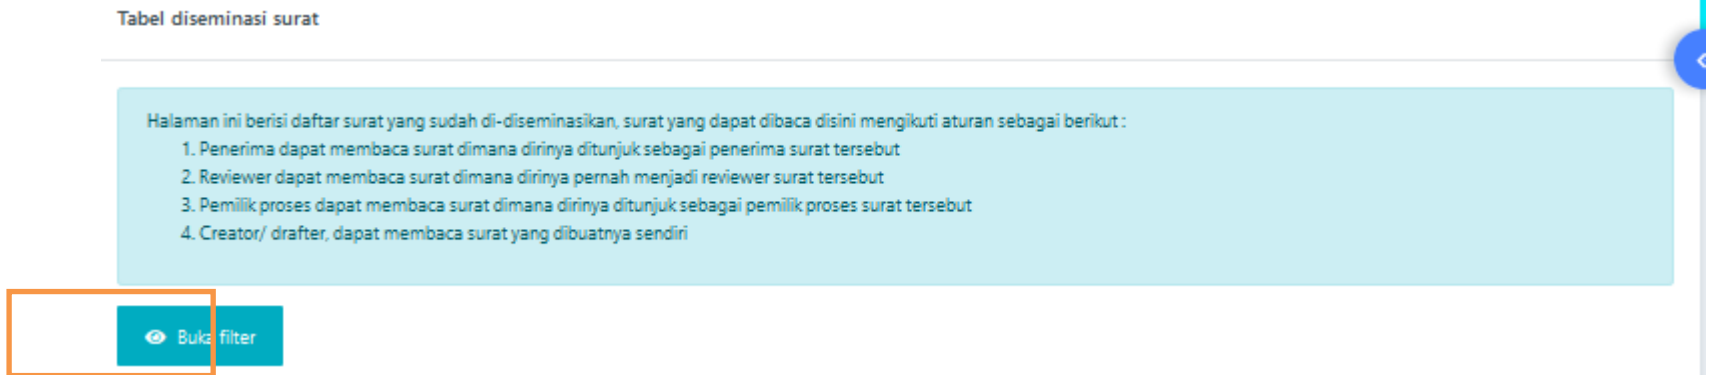 Tabel diseminasi surat
Halaman ini berisi daftar surat yang sudah di-diseminasikan, surat yang dapat dibaca disini mengikuti aturan sebagai berikut :
1. Penerima dapat membaca surat dimana dirinya ditunjuk sebagai penerima surat tersebut
2. Reviewer dapat membaca surat dimana dirinya pernah menjadi reviewer surat tersebut
3. Pemilik proses dapat membaca surat dimana dirinya ditunjuk sebagai pemilik proses surat tersebut
4. Creator/ drafter, dapat membaca surat yang dibuatnya sendiri
Buka filter